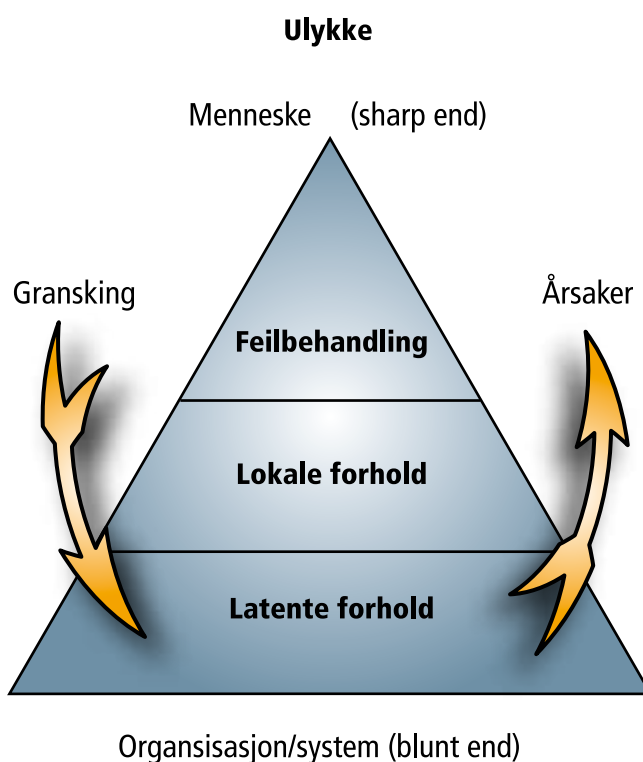 Ulykke
Menneske (sharp end)
Gransking
Årsaker
Feilbehandling
Lokale forhold
Latente forhold
Organsisasjon/system (blunt end)